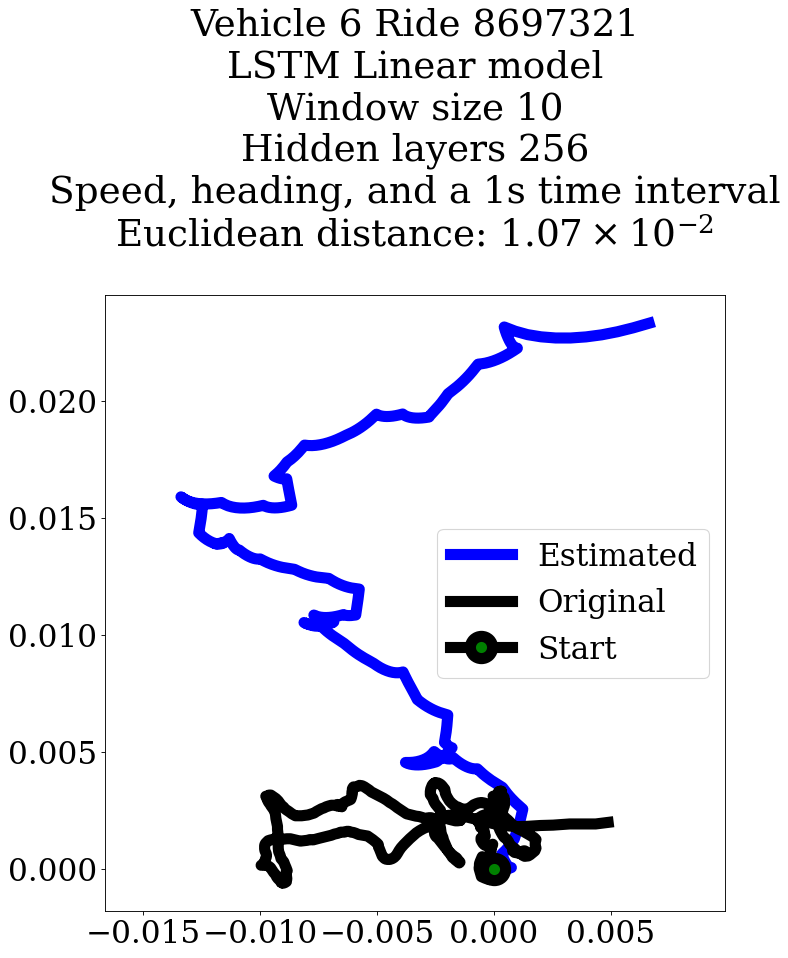 Vehicle 6 Ride 8697321
LSTM Linear model
Window size 10
Hidden layers 256
Speed, heading, and a 1s time interval
Euclidean distance: 1.07 × 10⁻²
0.020
0.015
0.010
0.005
0.000
Estimated
Original
Start
−0.015 −0.010 −0.005 0.000 0.005